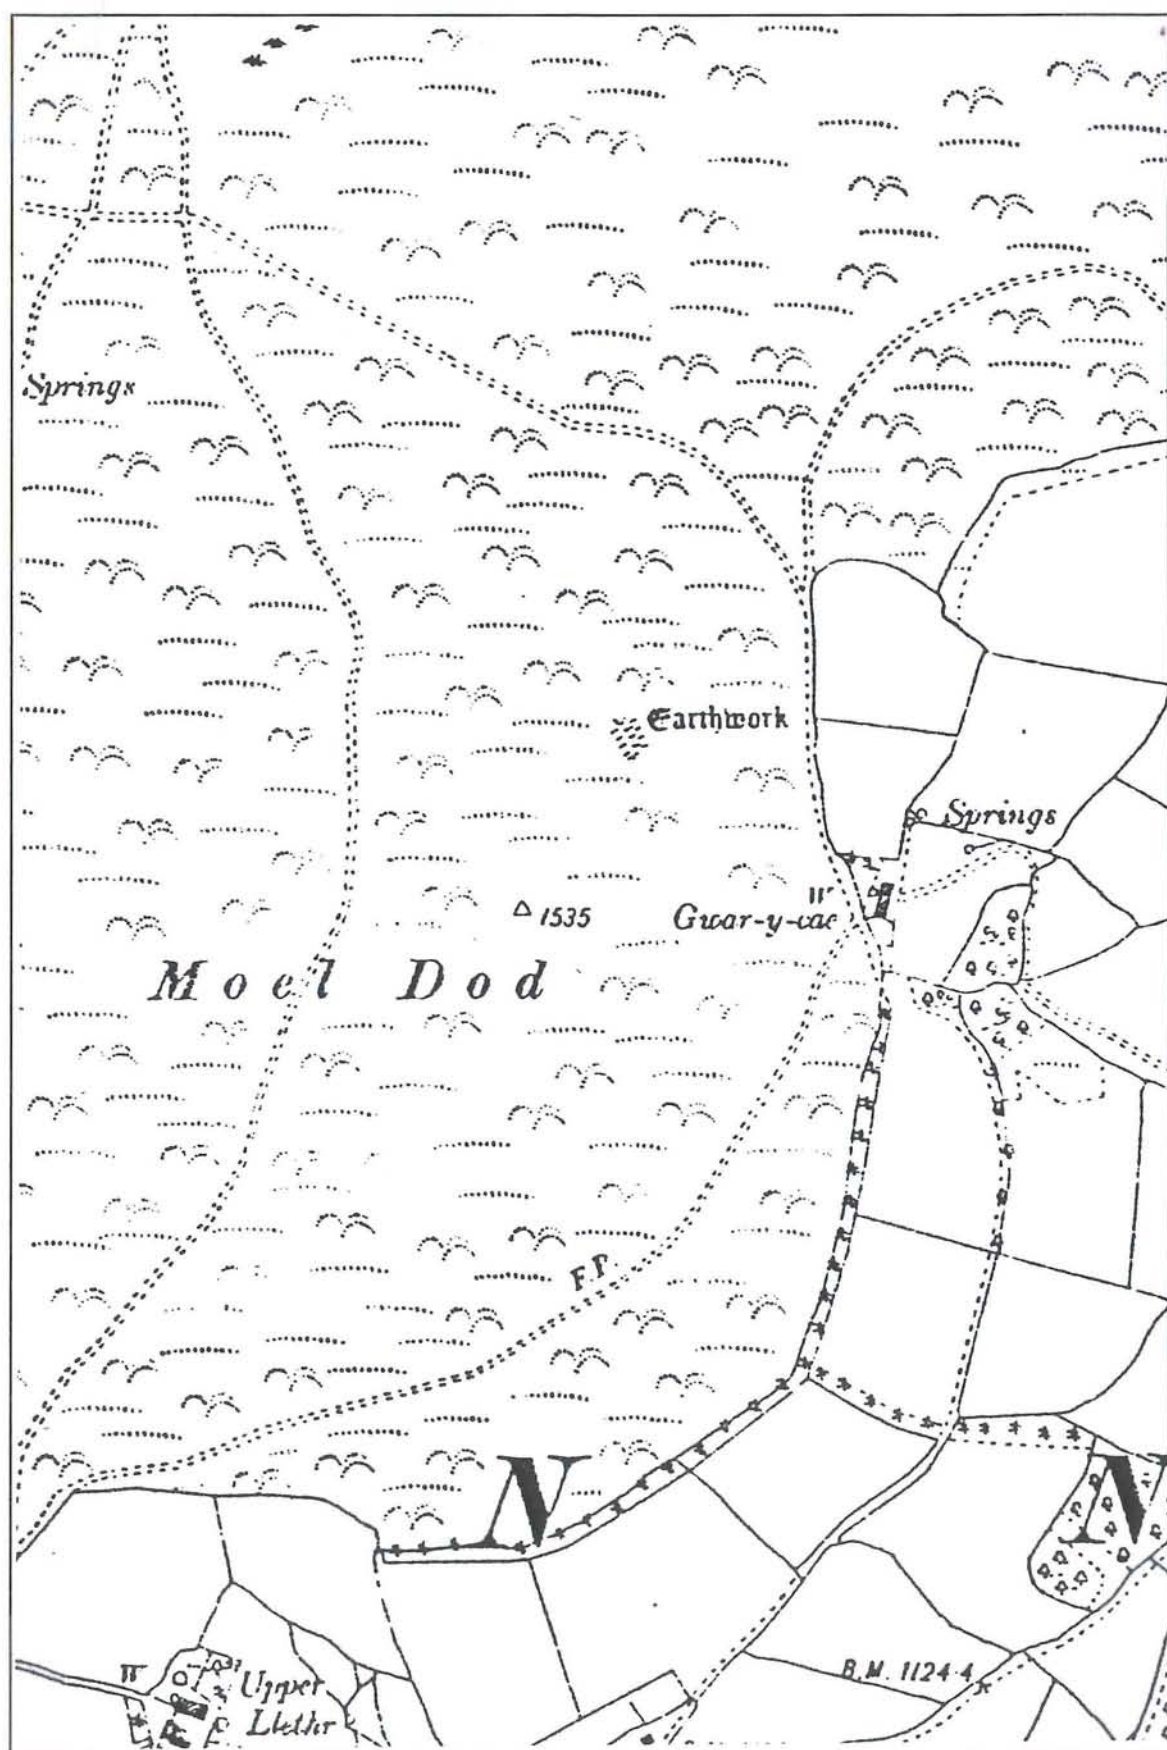 Springs
Earthwork
Springs
W
△ 1535
Gwar-y-cae
Moel Dod
F.P.
N
N
B.M. 1124·4
W
Upper
Llethr